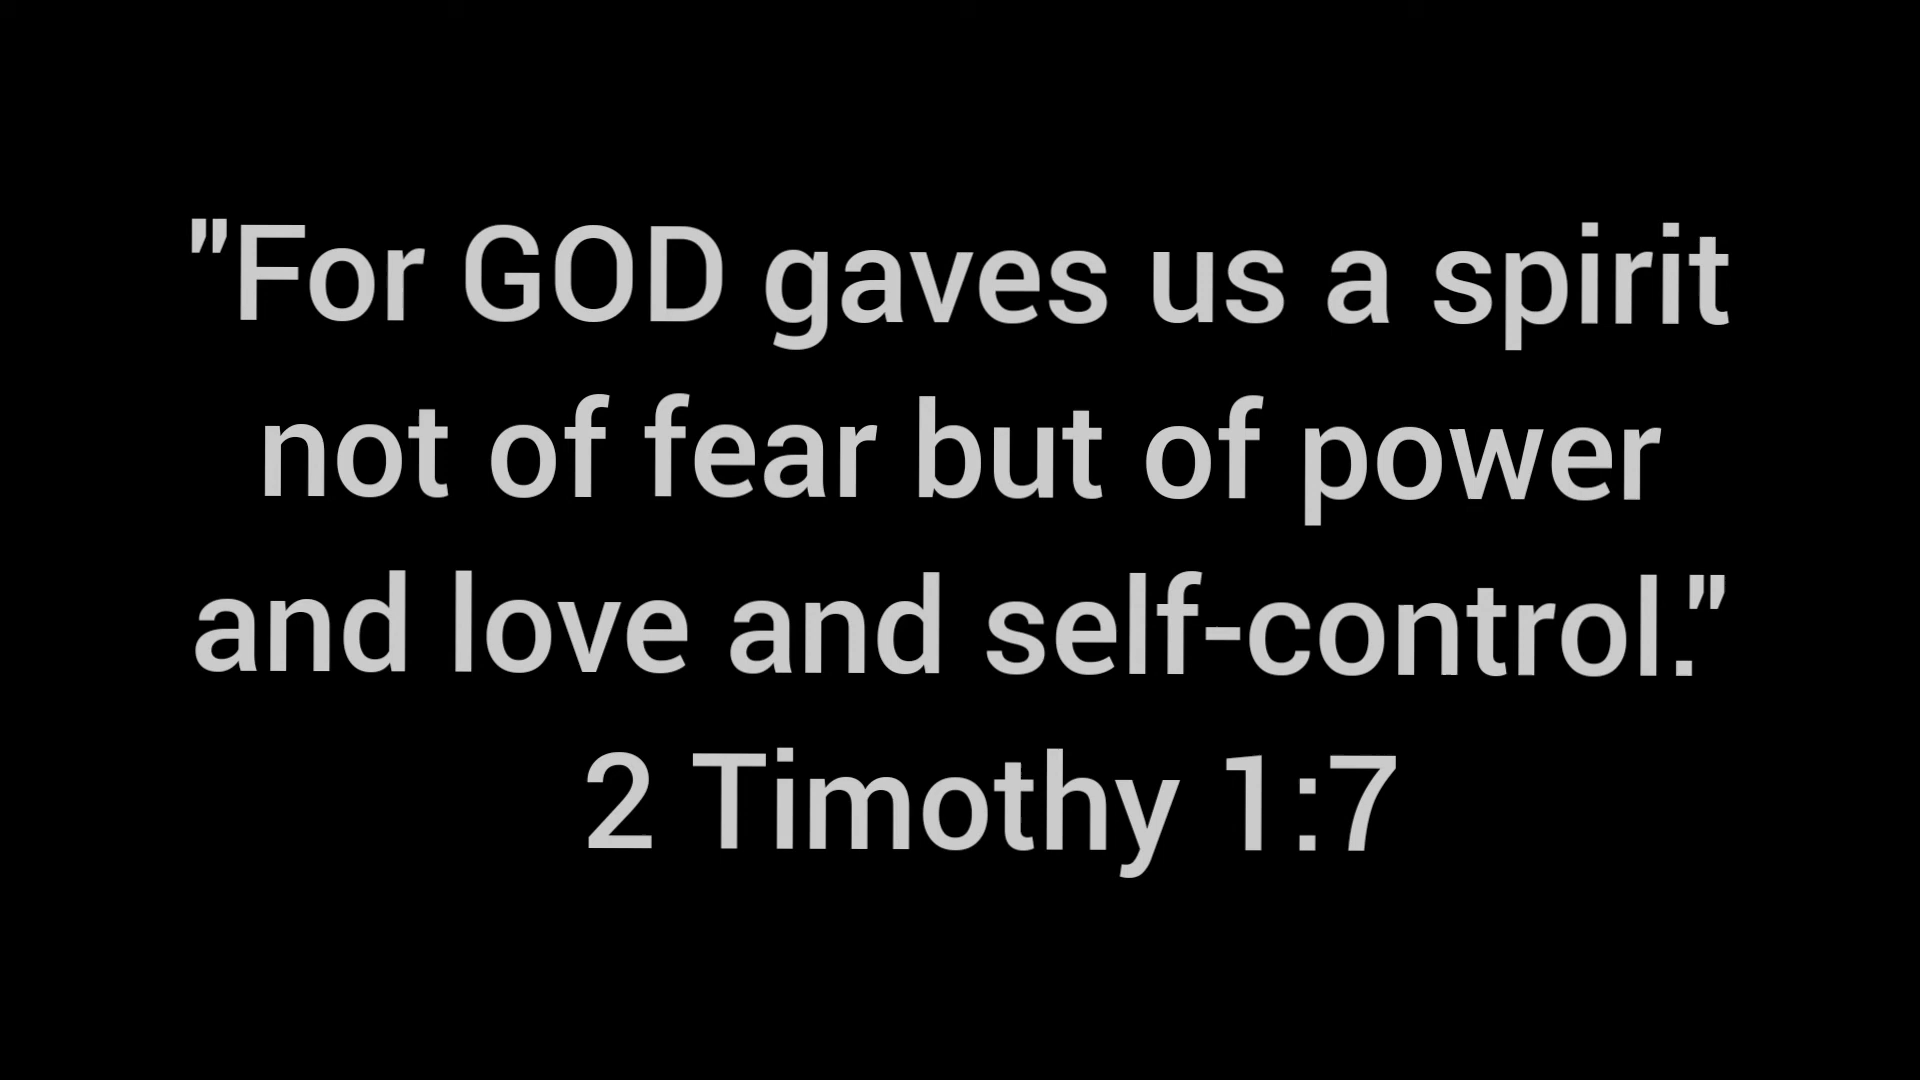 "For GOD gaves us a spirit
not of fear but of power
and love and self-control."
2 Timothy 1:7